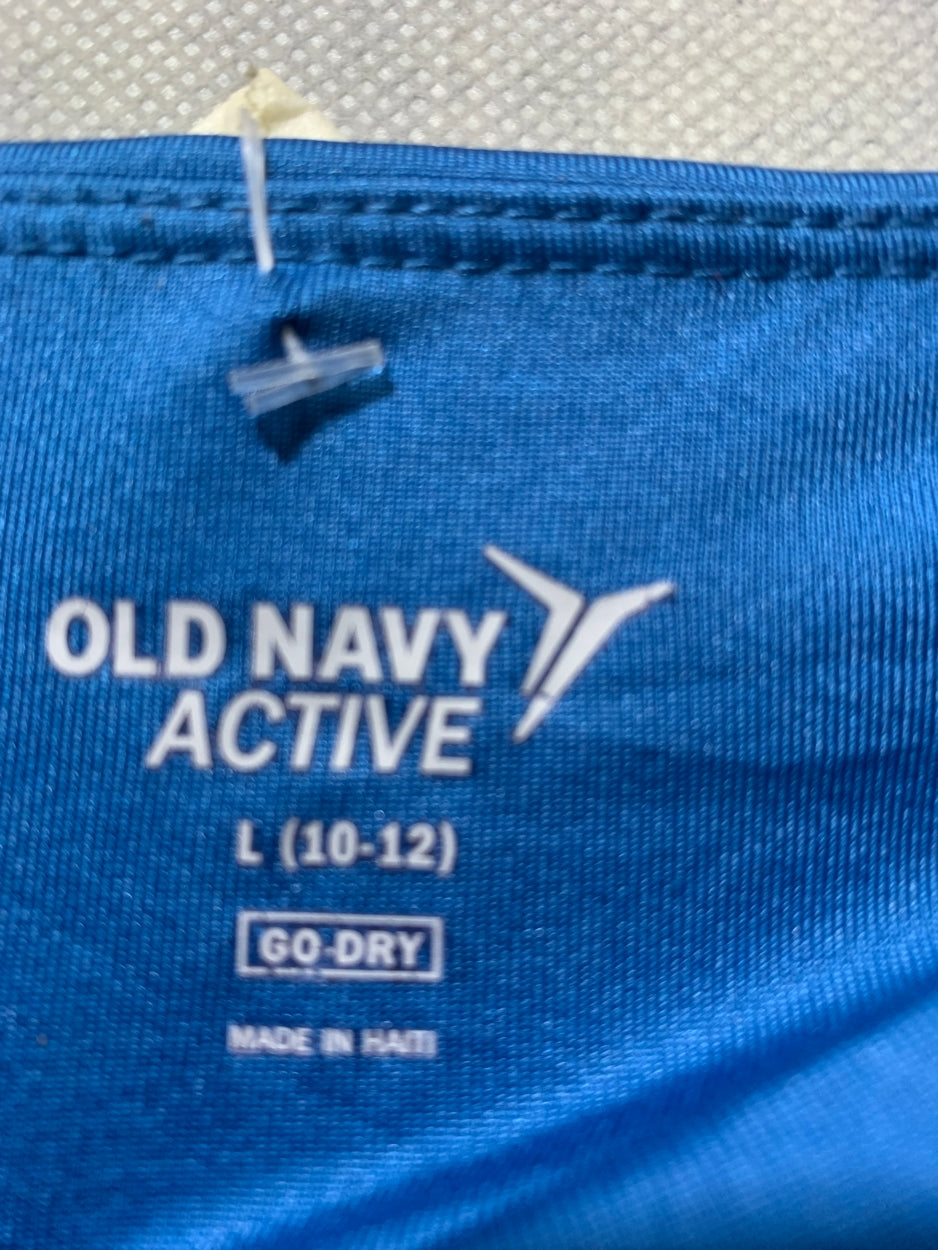 OLD NAVY
ACTIVE
L (10-12)
GO-DRY
MADE IN HAITI